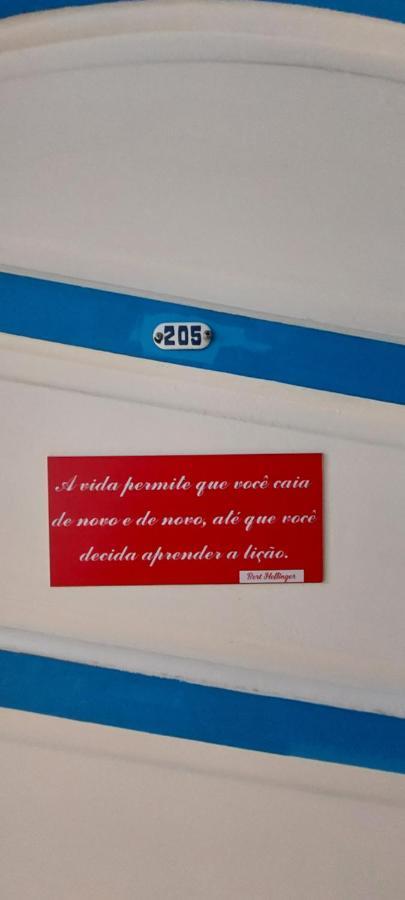 205
A vida permite que você caia
de novo e de novo, até que você
decida aprender a lição.
Bert Hellinger